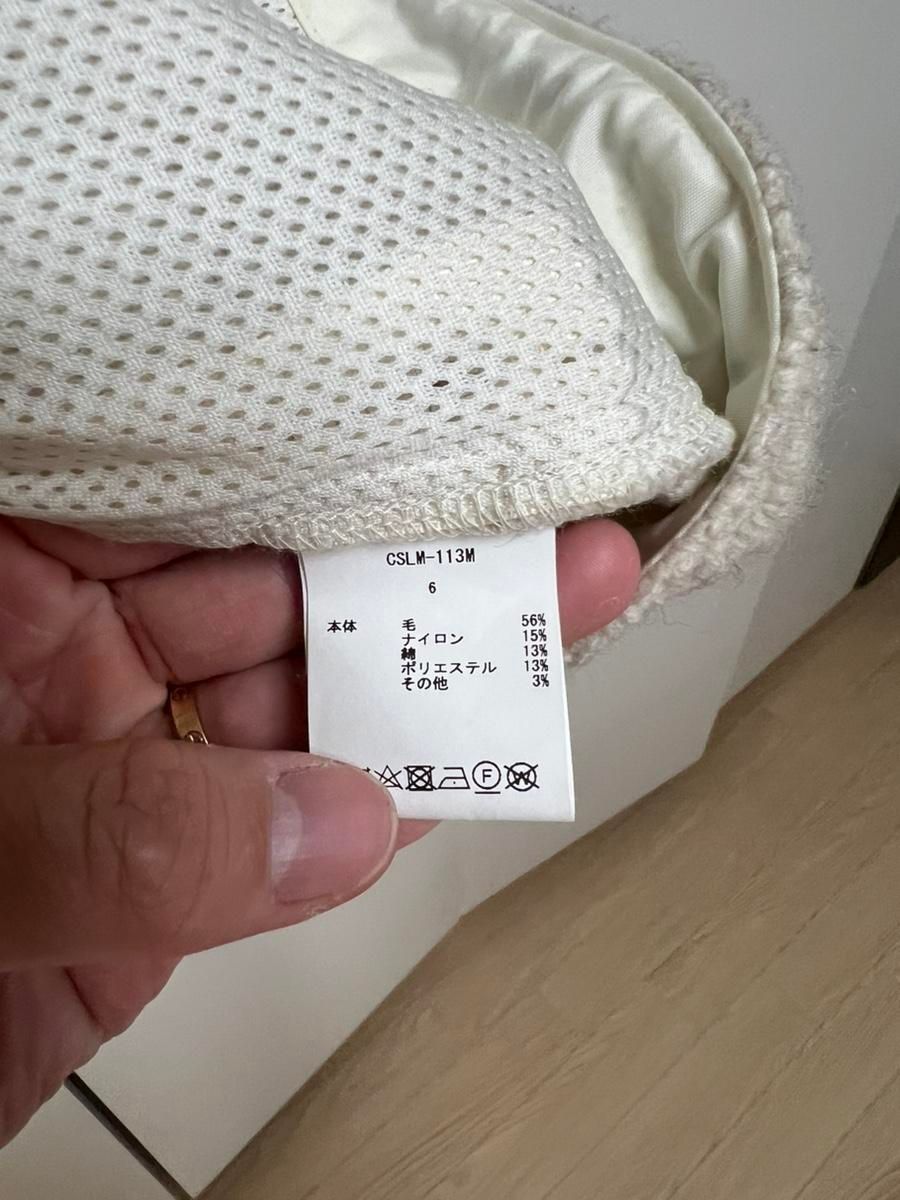 CSLM-113M
6
本体 毛 56%
ナイロン 15%
綿 13%
ポリエステル 13%
その他 3%
F W